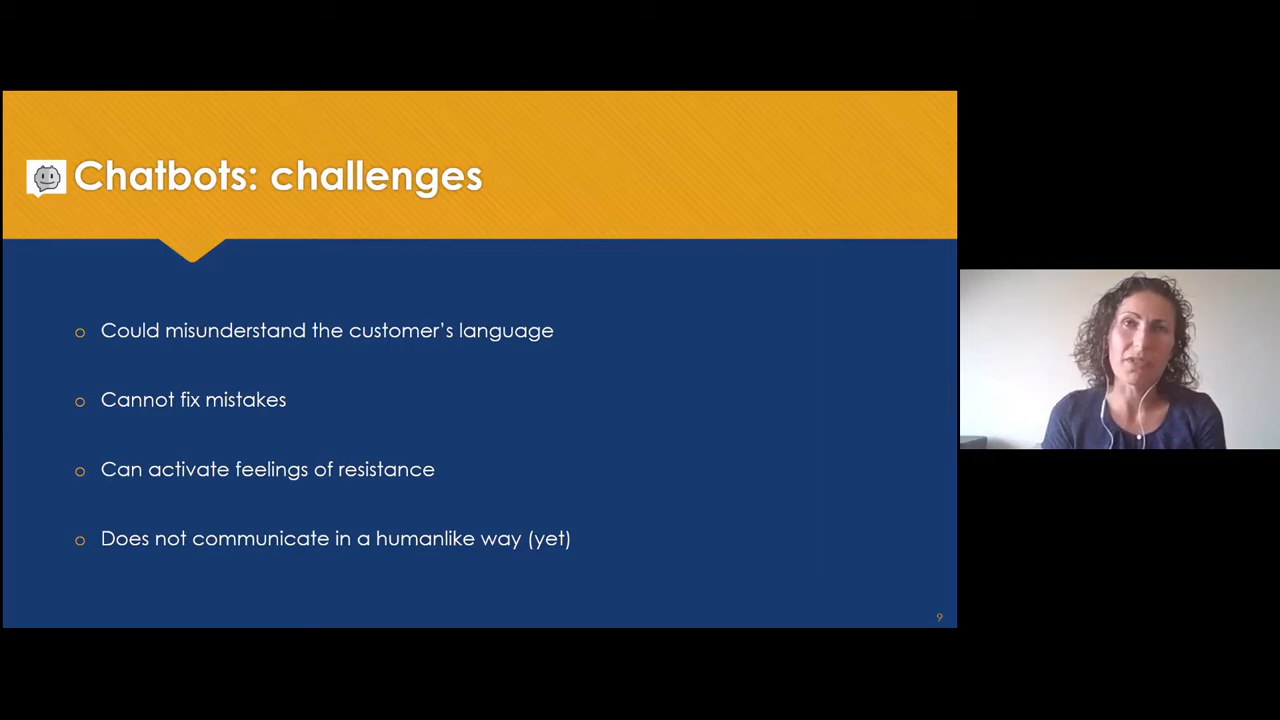 Chatbots: challenges
Could misunderstand the customer's language
Cannot fix mistakes
Can activate feelings of resistance
Does not communicate in a humanlike way (yet)
9